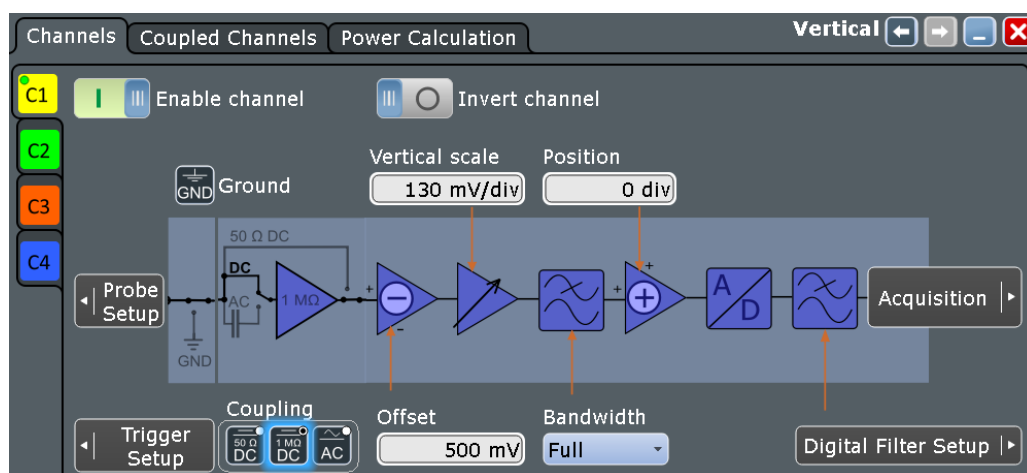 Channels Coupled Channels Power Calculation Vertical
C1 Enable channel Invert channel
C2
Vertical scale Position
GND Ground 130 mV/div 0 div
C3
50 Ω DC
C4
DC
Probe
Setup
AC 1 MΩ
+ - + + A/D
Acquisition
GND
Coupling Offset Bandwidth
Trigger
Setup
50 Ω
DC
1 MΩ
DC
AC
500 mV Full Digital Filter Setup